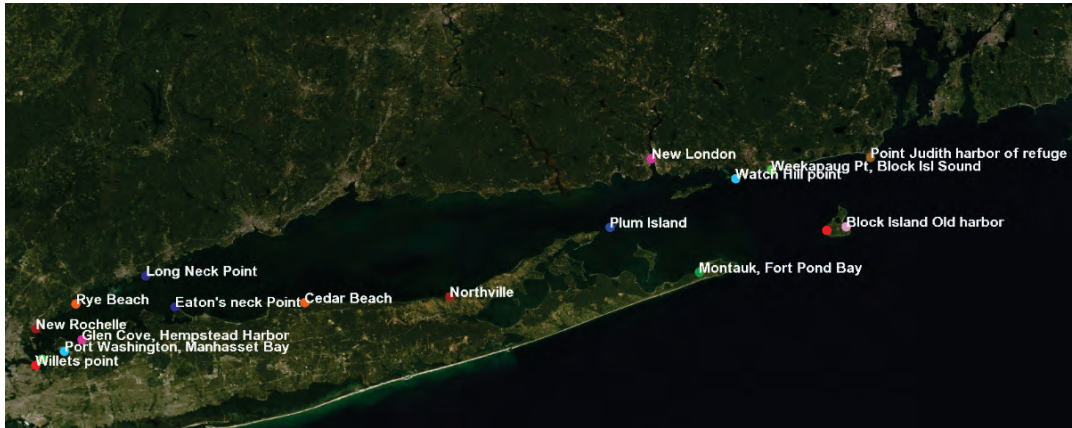 Point Judith harbor of refuge
New London
Weekapaug Pt, Block Isl Sound
Watch Hill point
Plum Island
Block Island Old harbor
Long Neck Point
Montauk, Fort Pond Bay
Northville
Rye Beach
Eaton's neck Point
Cedar Beach
New Rochelle
Glen Cove, Hempstead Harbor
Port Washington, Manhasset Bay
Willets point